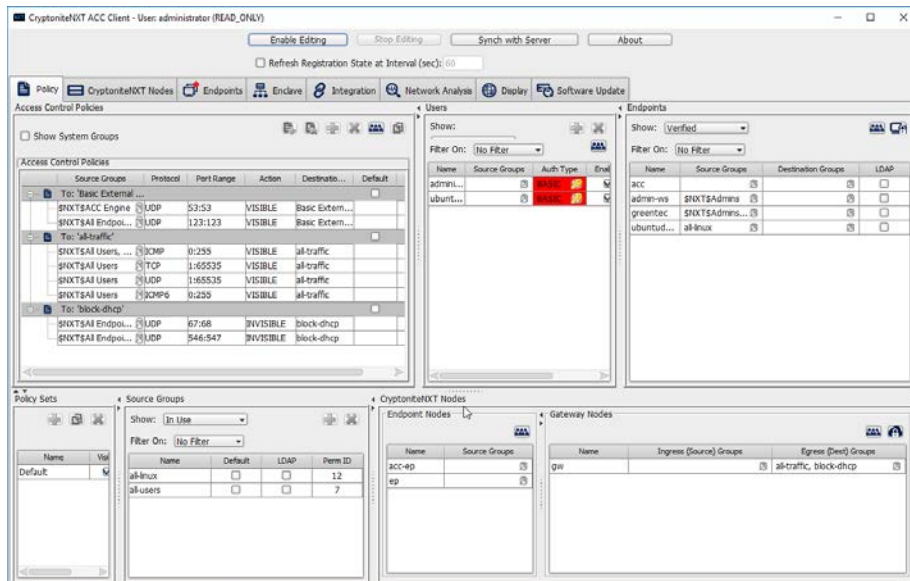 CryptoniteNXT ACC Client - User: administrator (READ_ONLY)
Enable Editing Stop Editing Synch with Server About
Refresh Registration State at Interval (sec): 60
Policy CryptoniteNXT Nodes Endpoints Enclave Integration Network Analysis Display Software Update
Access Control Policies
Show System Groups
Access Control Policies
Source Groups Protocol Port Range Action Destinatio... Default
To: 'Basic External ...
$NXT$ACC Engine UDP 53:53 VISIBLE Basic Extern...
$NXT$All Endpoi... UDP 123:123 VISIBLE Basic Extern...
To: 'all-traffic'
$NXT$All Users, ... ICMP 0:255 VISIBLE all-traffic
$NXT$All Users TCP 1:65535 VISIBLE all-traffic
$NXT$All Users UDP 1:65535 VISIBLE all-traffic
$NXT$All Users ICMP6 0:255 VISIBLE all-traffic
To: 'block-dhcp'
$NXT$All Endpoi... UDP 67:68 INVISIBLE block-dhcp
$NXT$All Endpoi... UDP 546:547 INVISIBLE block-dhcp
Users
Show:
Filter On: No Filter
Name Source Groups Auth Type Enal
admini... BASIC
ubunt... BASIC
Endpoints
Show: Verified
Filter On: No Filter
Name Source Groups Destination Groups LDAP
acc
admin-ws $NXT$Admins
greentec $NXT$Admins...
ubuntud... all-linux
Policy Sets
Name Visi
Default
Source Groups
Show: In Use
Filter On: No Filter
Name Default LDAP Perm ID
all-linux 12
all-users 7
CryptoniteNXT Nodes
Endpoint Nodes
Name Source Groups
acc-ep
ep
Gateway Nodes
Name Ingress (Source) Groups Egress (Dest) Groups
gw all-traffic, block-dhcp